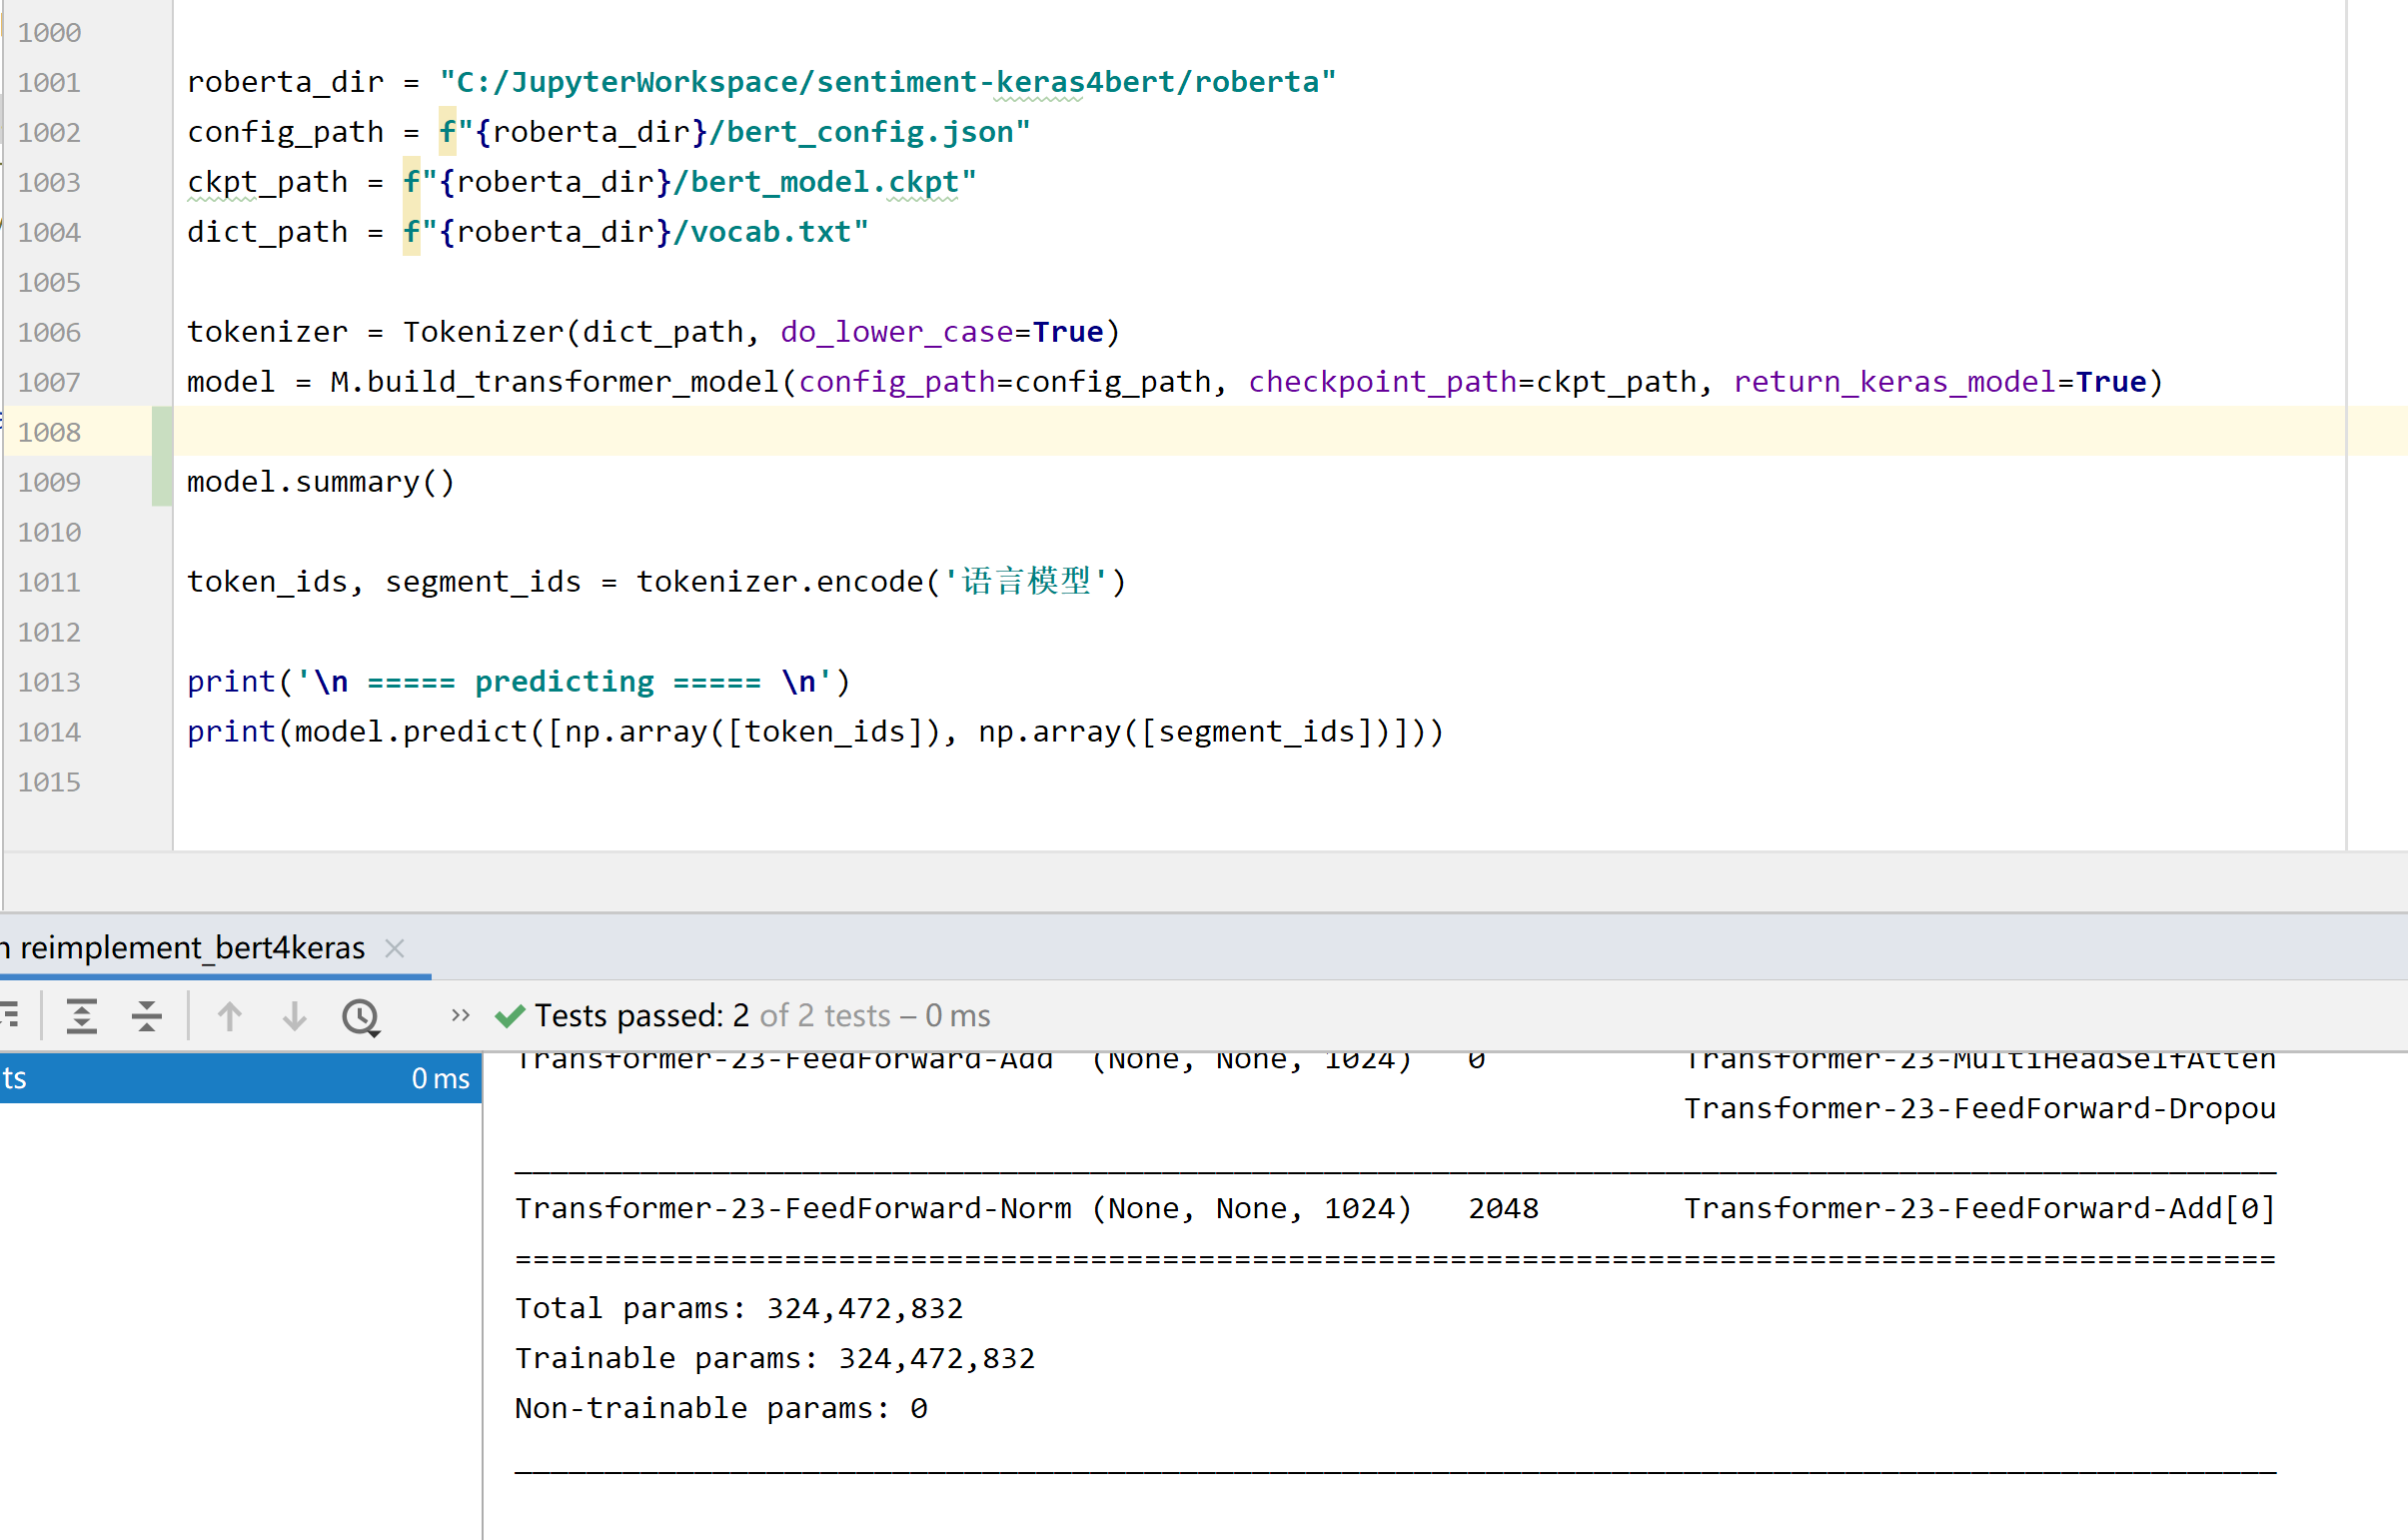 1000
1001 roberta_dir = "C:/JupyterWorkspace/sentiment-keras4bert/roberta"
1002 config_path = f"{roberta_dir}/bert_config.json"
1003 ckpt_path = f"{roberta_dir}/bert_model.ckpt"
1004 dict_path = f"{roberta_dir}/vocab.txt"
1005
1006 tokenizer = Tokenizer(dict_path, do_lower_case=True)
1007 model = M.build_transformer_model(config_path=config_path, checkpoint_path=ckpt_path, return_keras_model=True)
1008
1009 model.summary()
1010
1011 token_ids, segment_ids = tokenizer.encode('语言模型')
1012
1013 print('\n ===== predicting ===== \n')
1014 print(model.predict([np.array([token_ids]), np.array([segment_ids])]))
1015
n reimplement_bert4keras
Tests passed: 2 of 2 tests – 0 ms
ts 0 ms
Transformer-23-FeedForward-Add (None, None, 1024) 0 Transformer-23-MultiHeadSelfAtten
Transformer-23-FeedForward-Dropou
Transformer-23-FeedForward-Norm (None, None, 1024) 2048 Transformer-23-FeedForward-Add[0]
Total params: 324,472,832
Trainable params: 324,472,832
Non-trainable params: 0